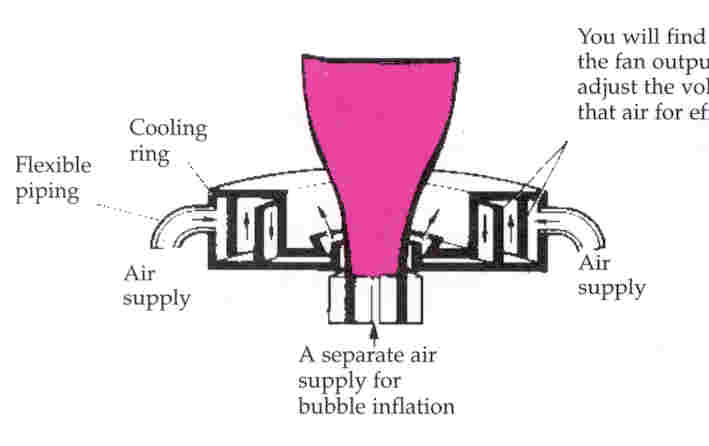 You will find
the fan outpu
adjust the vol
that air for ef
Cooling
ring
Flexible
piping
Air
supply
Air
supply
A separate air
supply for
bubble inflation